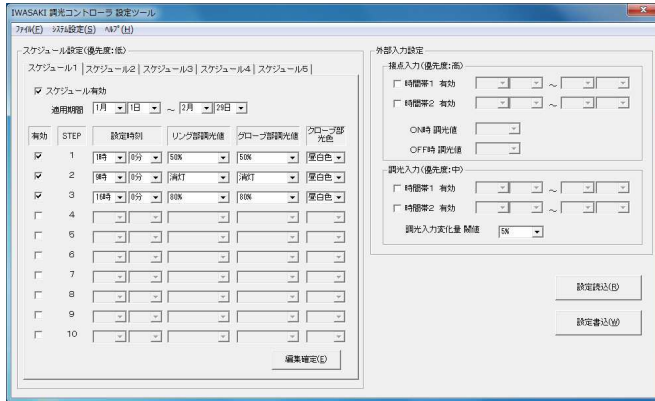 IWASAKI 調光コントローラ 設定ツール
ファイル(F) システム設定(S) ヘルプ(H)
スケジュール設定(優先度:低)
スケジュール1 スケジュール2 スケジュール3 スケジュール4 スケジュール5
スケジュール有効
適用期間 1月 1日 ~ 2月 29日
有効 STEP 設定時刻 リング部調光値 グローブ部調光値 グローブ部光色
1 1時 0分 50% 50% 昼白色
2 9時 0分 消灯 消灯 昼白色
3 16時 0分 80% 80% 昼白色
4
5
6
7
8
9
10
編集確定(E)
外部入力設定
接点入力(優先度:高)
時間帯1 有効 ~
時間帯2 有効 ~
ON時 調光値
OFF時 調光値
調光入力(優先度:中)
時間帯1 有効 ~
時間帯2 有効 ~
調光入力変化量 閾値 5%
設定読込(R)
設定書込(W)